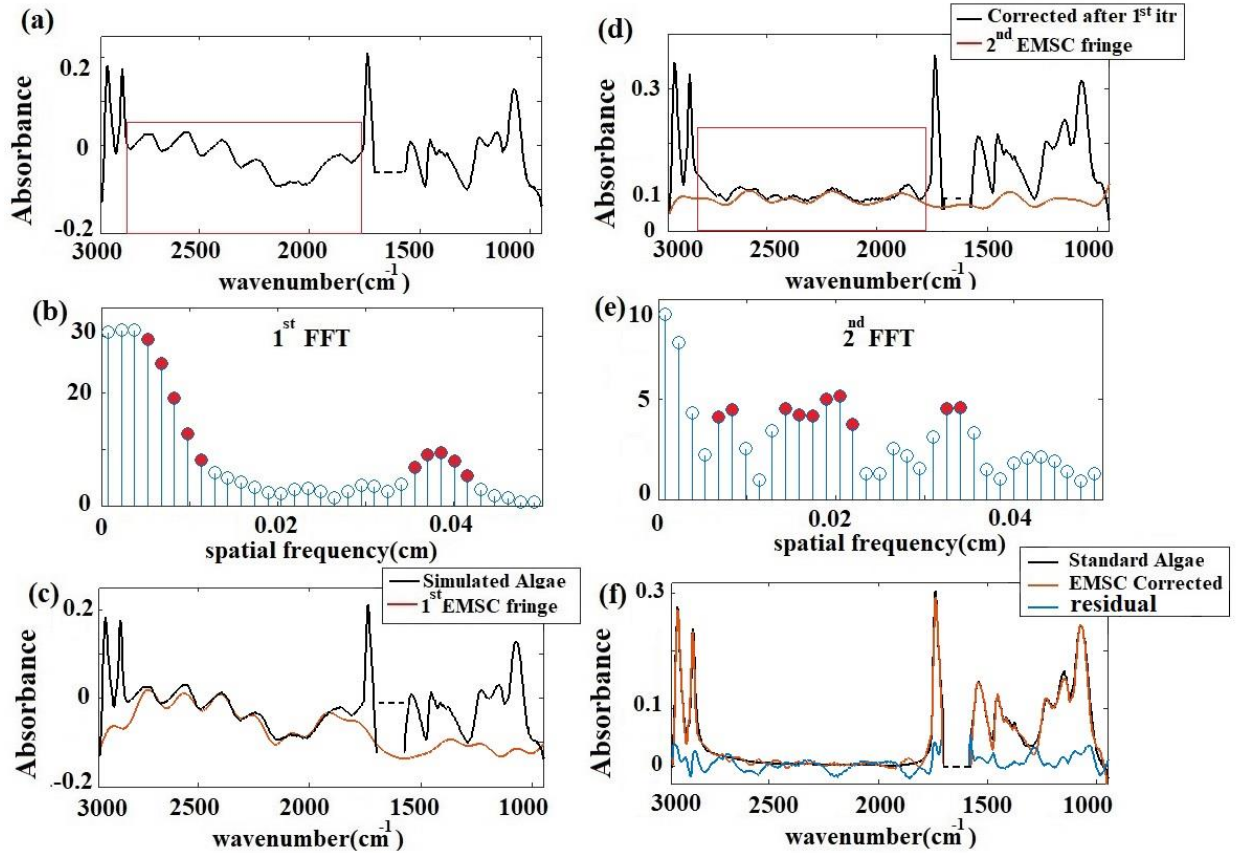 (a)
Absorbance
0.2
0
-0.2
3000 2500 2000 1500 1000
wavenumber(cm-1)
(b)
1st FFT
30
20
0
0 0.02 0.04
spatial frequency(cm)
(c)
Simulated Algae
1st EMSC fringe
Absorbance
0.2
0
-0.2
3000 2500 2000 1500 1000
wavenumber(cm-1)
(d)
Corrected after 1st itr
2nd EMSC fringe
Absorbance
0.3
0.1
0
3000 2500 2000 1500 1000
wavenumber(cm-1)
(e)
2nd FFT
10
5
0
0 0.02 0.04
spatial frequency(cm)
(f)
Standard Algae
EMSC Corrected
residual
Absorbance
0.3
0.1
0
3000 2500 2000 1500 1000
wavenumber(cm-1)